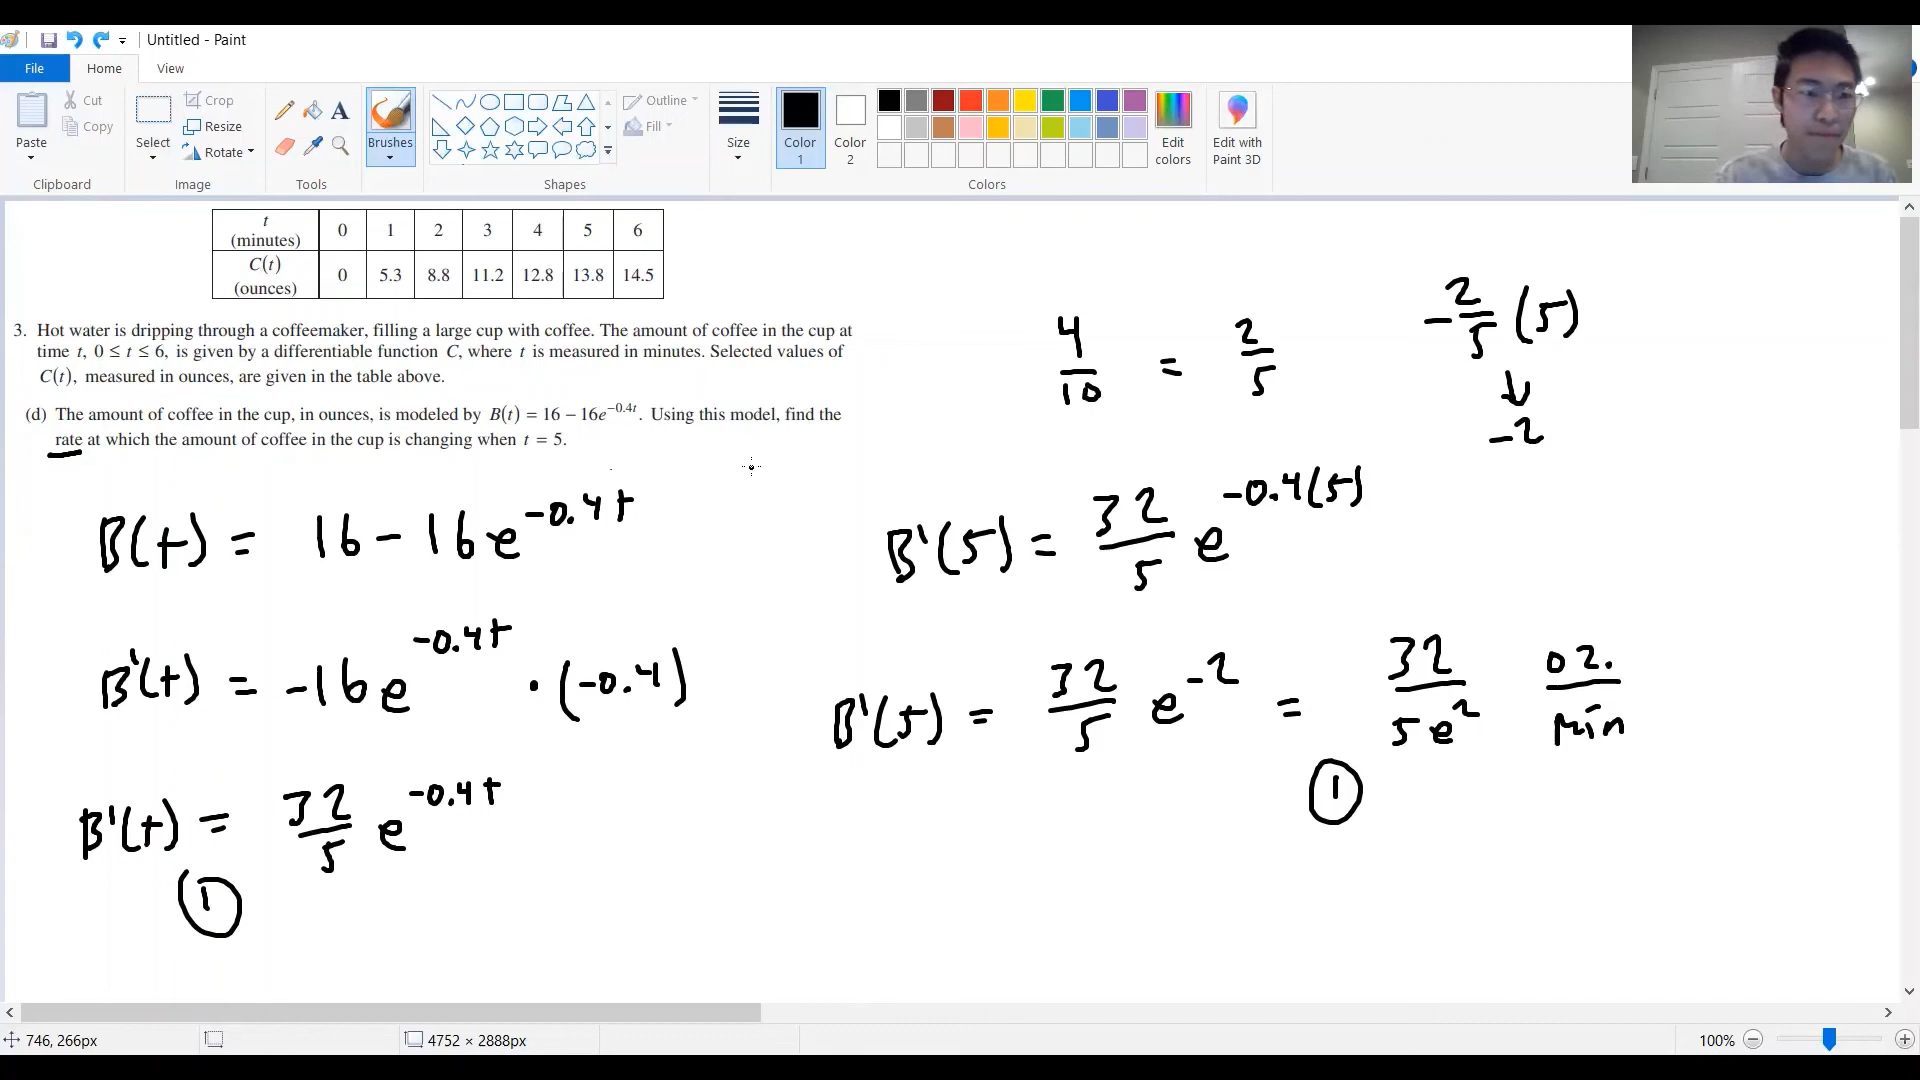 Untitled - Paint
File
Home
View
Paste
Cut
Copy
Clipboard
Select
Crop
Resize
Rotate
Image
Tools
Brushes
Outline
Fill
Shapes
Size
Color 1
Color 2
Edit colors
Edit with Paint 3D
Colors
t (minutes) 0 1 2 3 4 5 6
C(t) (ounces) 0 5.3 8.8 11.2 12.8 13.8 14.5
3. Hot water is dripping through a coffeemaker, filling a large cup with coffee. The amount of coffee in the cup at
time t, 0 ≤ t ≤ 6, is given by a differentiable function C, where t is measured in minutes. Selected values of
C(t), measured in ounces, are given in the table above.
(d) The amount of coffee in the cup, in ounces, is modeled by B(t) = 16 − 16e^{−0.4t}. Using this model, find the
rate at which the amount of coffee in the cup is changing when t = 5.
B(t) = 16 − 16e^{−0.4t}
B'(t) = −16e^{−0.4t} · (−0.4)
B'(t) = 32/5 e^{−0.4t}
1
4/10 = 2/5
−2/5 (5)
↓
−2
B'(5) = 32/5 e^{−0.4(5)}
B'(5) = 32/5 e^{−2} = 32/5e^2 oz./min
1
746, 266px
4752 × 2888px
100%